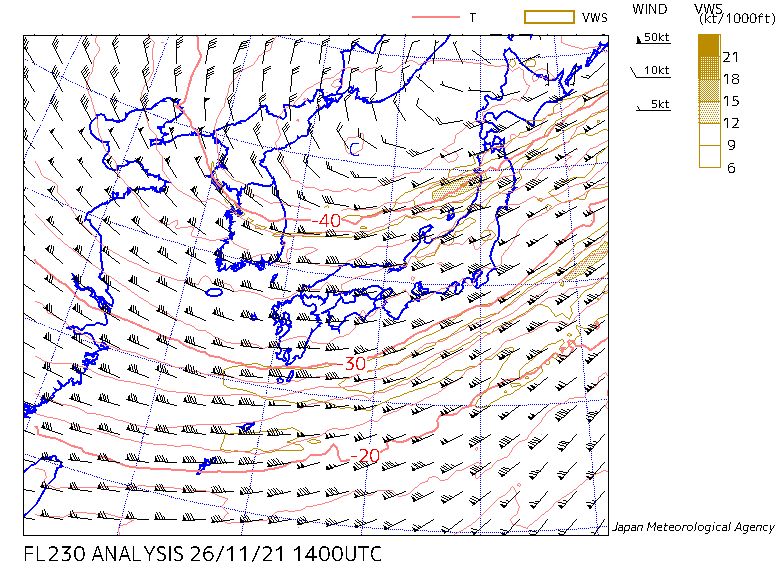 T VWS WIND VWS
(kt/1000ft)
50kt
10kt
5kt
21
18
15
12
9
6
C
-40
30
-20
Japan Meteorological Agency
FL230 ANALYSIS 26/11/21 1400UTC